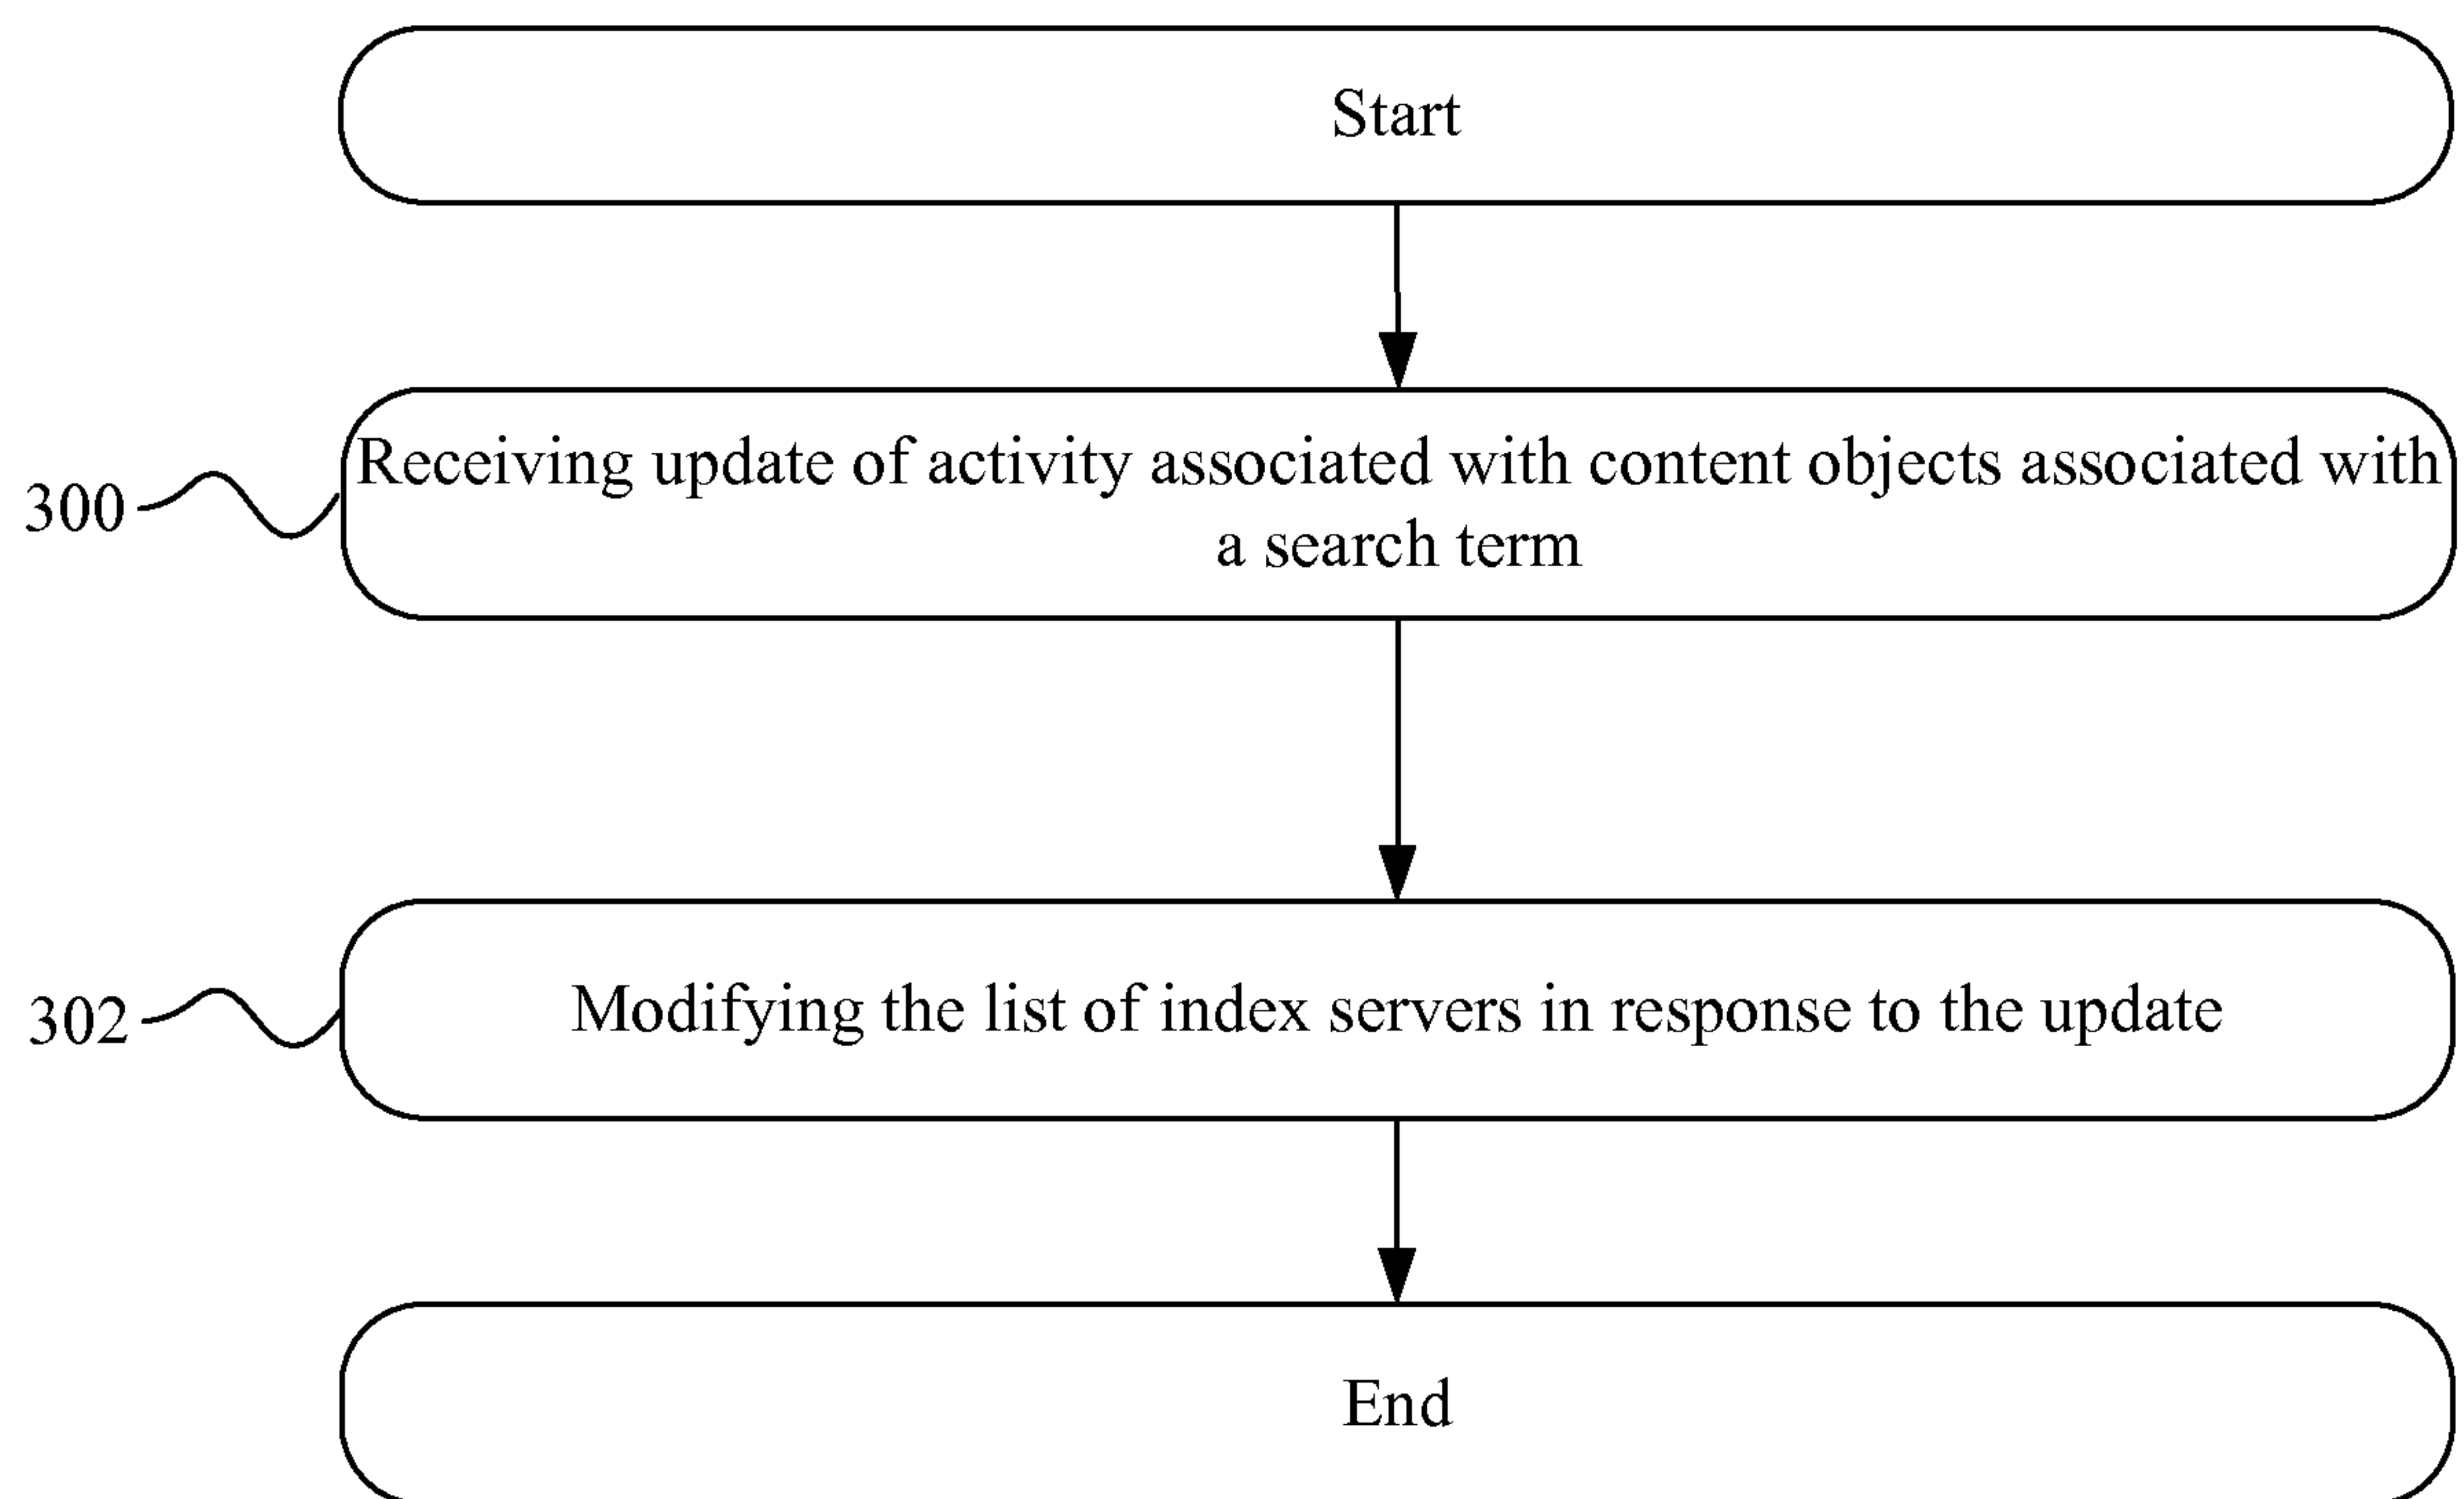 Start
300
Receiving update of activity associated with content objects associated with
a search term
302
Modifying the list of index servers in response to the update
End